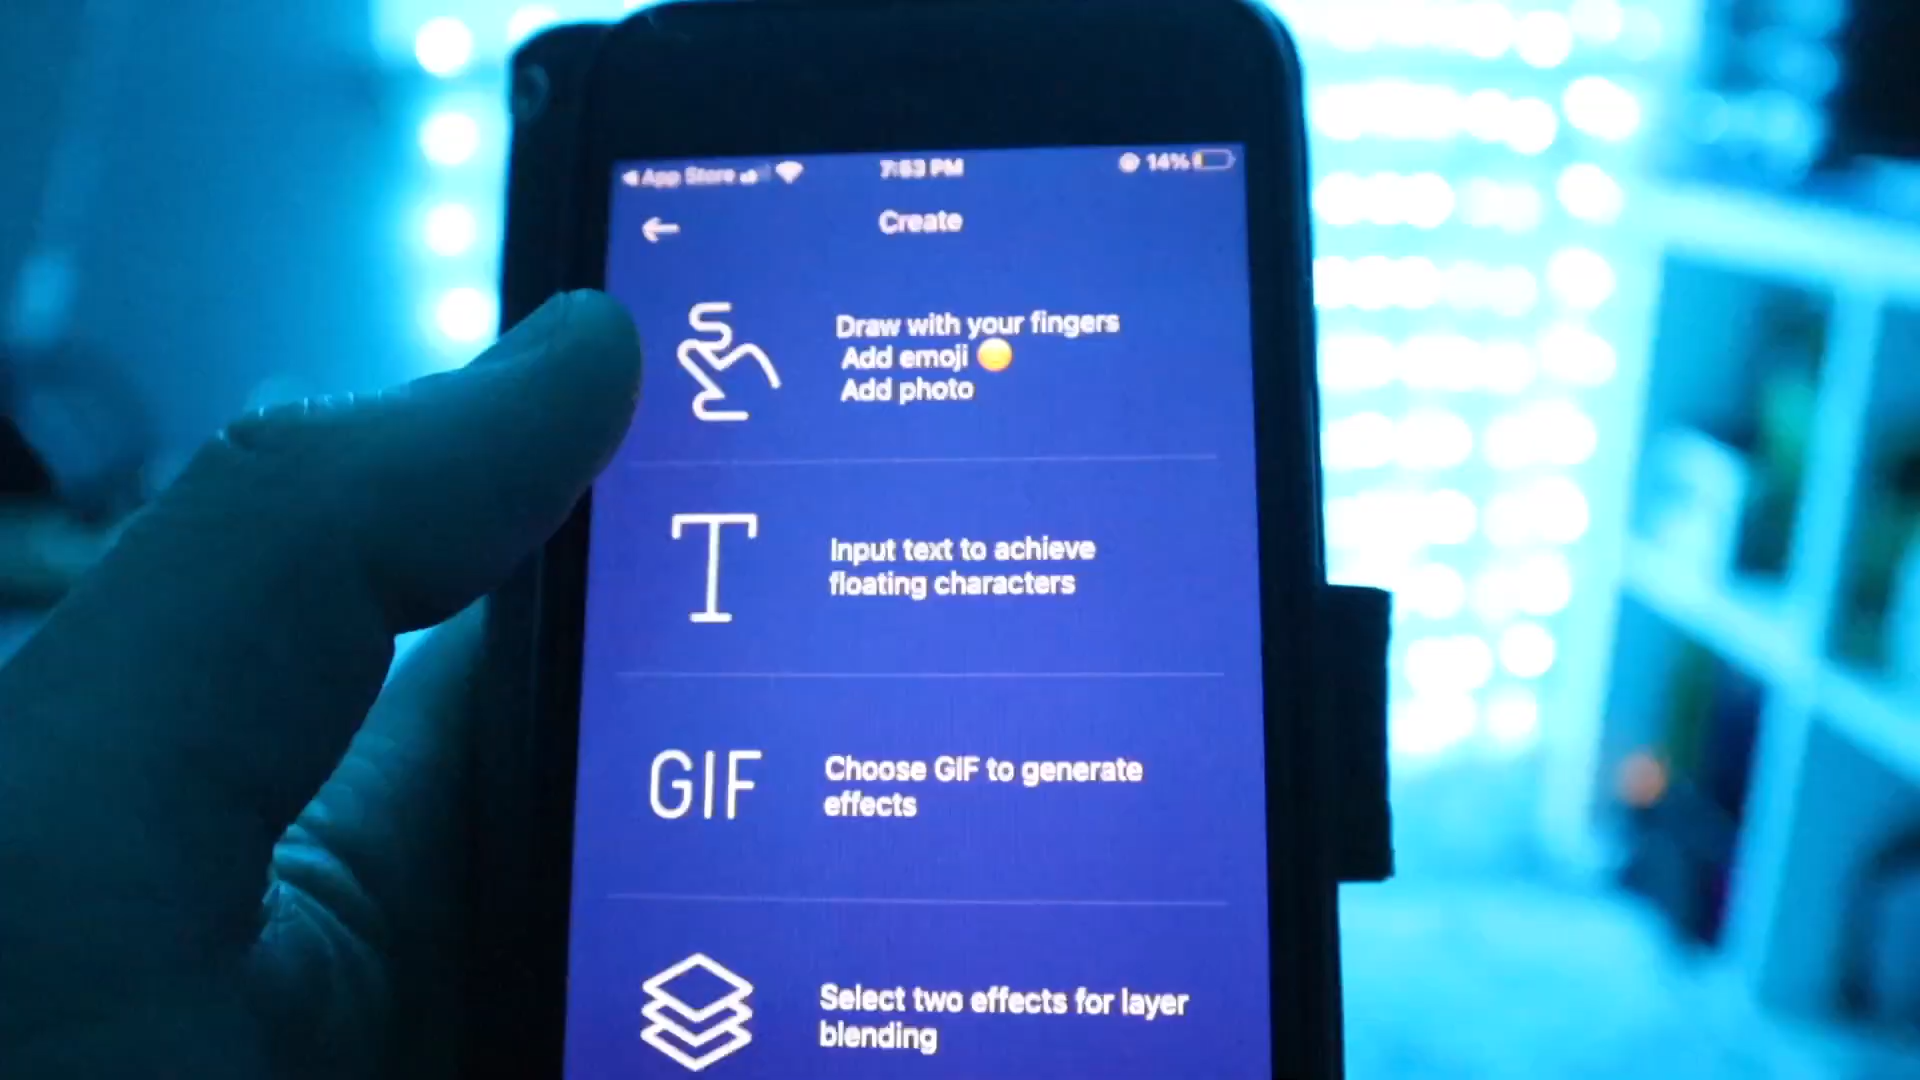 App Store 7:53 PM 14%
Create
Draw with your fingers
Add emoji
Add photo
T
Input text to achieve
floating characters
GIF
Choose GIF to generate
effects
Select two effects for layer
blending